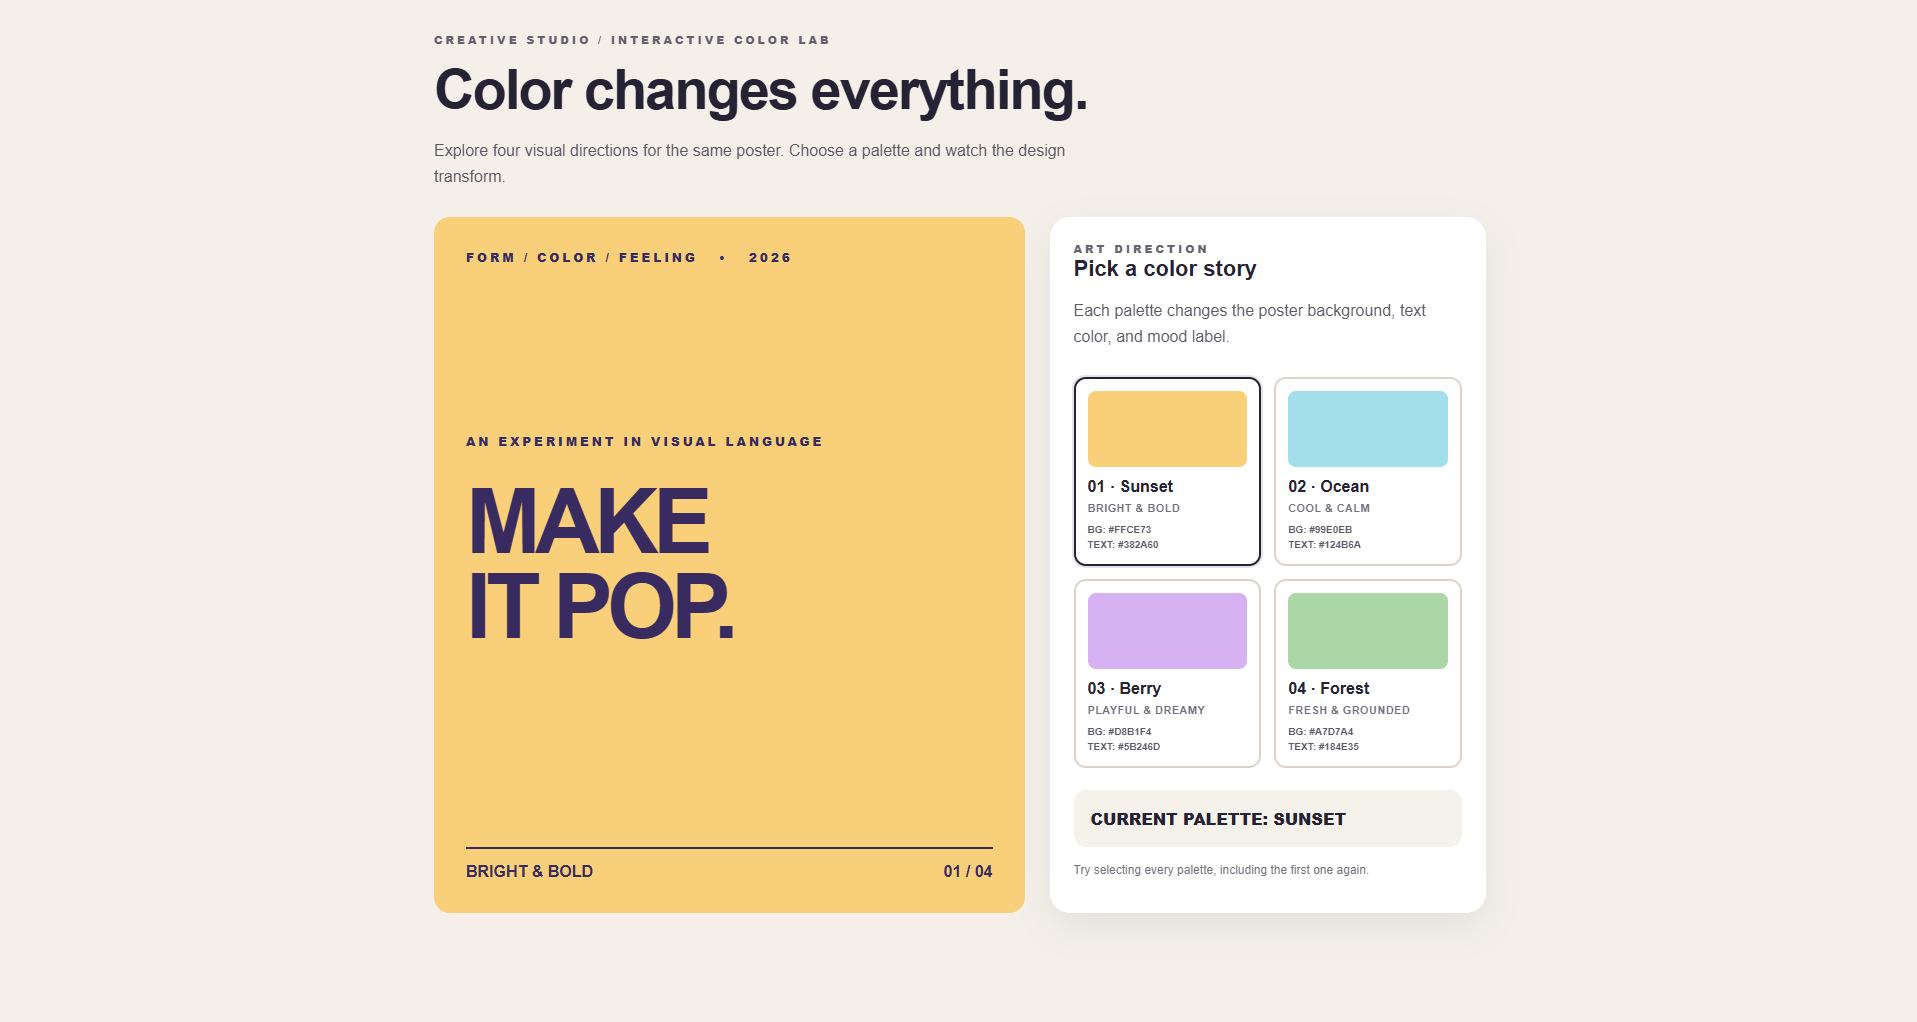 CREATIVE STUDIO / INTERACTIVE COLOR LAB
Color changes everything.
Explore four visual directions for the same poster. Choose a palette and watch the design
transform.
FORM / COLOR / FEELING • 2026
AN EXPERIMENT IN VISUAL LANGUAGE
MAKE
IT POP.
BRIGHT & BOLD
01 / 04
ART DIRECTION
Pick a color story
Each palette changes the poster background, text
color, and mood label.
01 · Sunset
BRIGHT & BOLD
BG: #FFCE73
TEXT: #382A60
02 · Ocean
COOL & CALM
BG: #99E0EB
TEXT: #124B6A
03 · Berry
PLAYFUL & DREAMY
BG: #D8B1F4
TEXT: #5B246D
04 · Forest
FRESH & GROUNDED
BG: #A7D7A4
TEXT: #184E35
CURRENT PALETTE: SUNSET
Try selecting every palette, including the first one again.